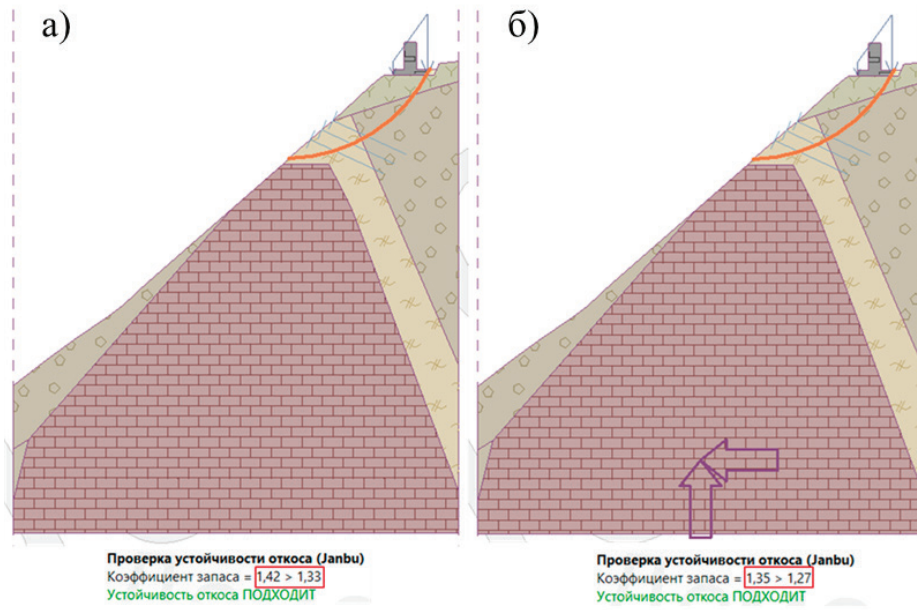 а)
б)
Проверка устойчивости откоса (Janbu)
Коэффициент запаса = 1,42 > 1,33
Устойчивость откоса ПОДХОДИТ
Проверка устойчивости откоса (Janbu)
Коэффициент запаса = 1,35 > 1,27
Устойчивость откоса ПОДХОДИТ